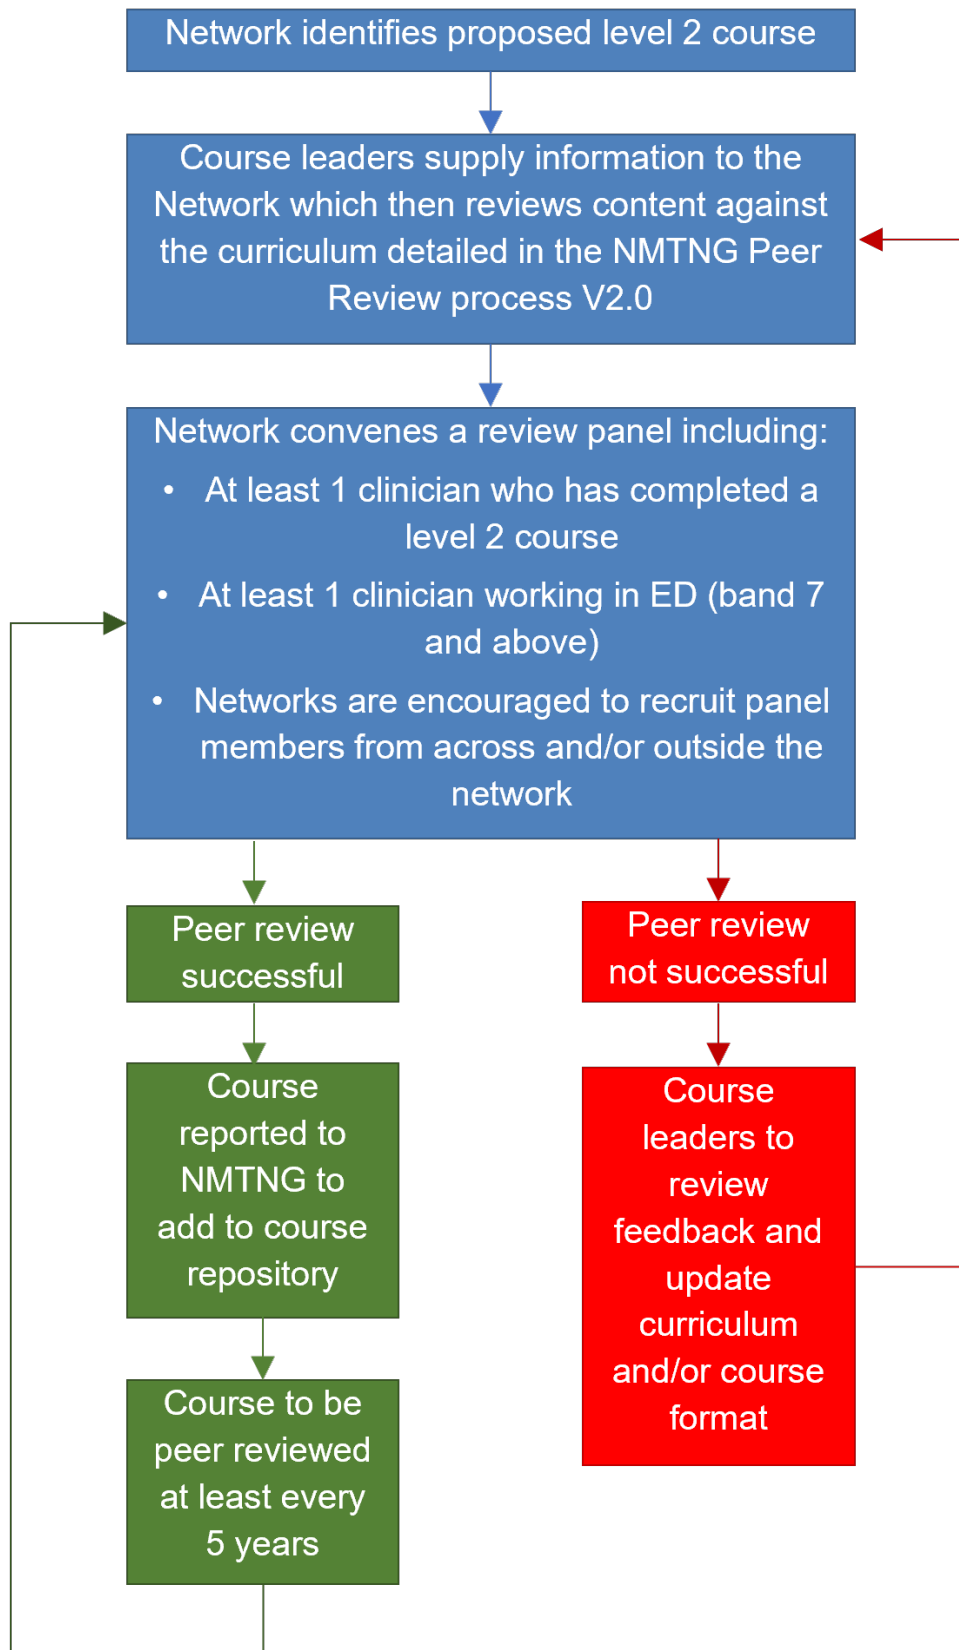 Network identifies proposed level 2 course
Course leaders supply information to the
Network which then reviews content against
the curriculum detailed in the NMTNG Peer
Review process V2.0
Network convenes a review panel including:
• At least 1 clinician who has completed a
level 2 course
• At least 1 clinician working in ED (band 7
and above)
• Networks are encouraged to recruit panel
members from across and/or outside the
network
Peer review
successful
Course
reported to
NMTNG to
add to course
repository
Course to be
peer reviewed
at least every
5 years
Peer review
not successful
Course
leaders to
review
feedback and
update
curriculum
and/or course
format